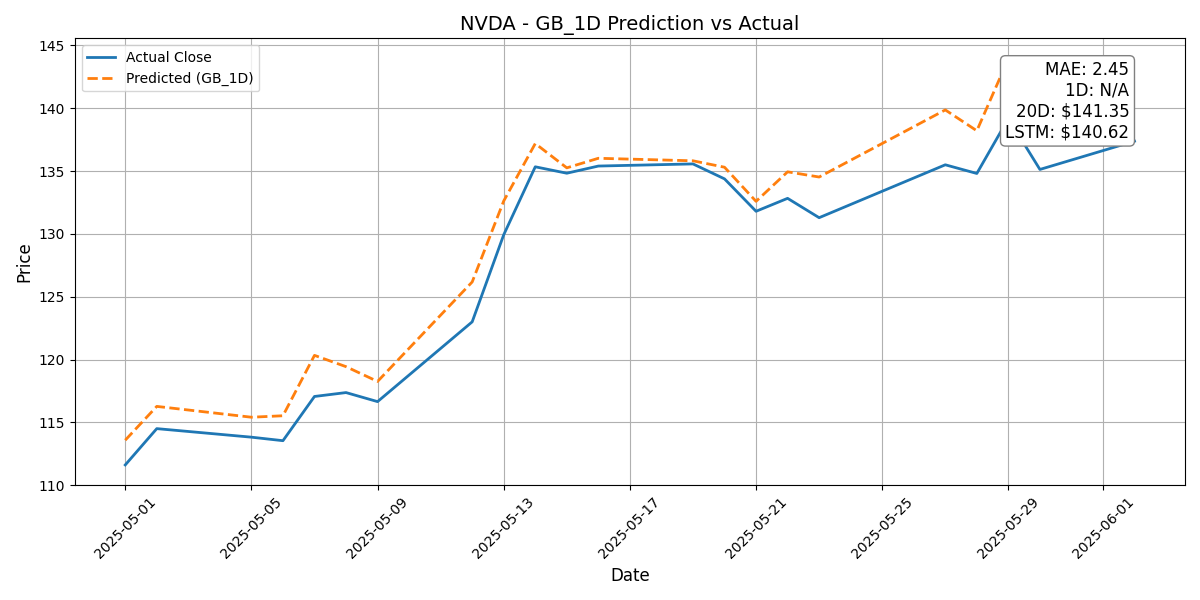 NVDA - GB_1D Prediction vs Actual
145
140
135
130
125
120
115
110
Price
Actual Close
Predicted (GB_1D)
MAE: 2.45
1D: N/A
20D: $141.35
LSTM: $140.62
2025-05-01
2025-05-05
2025-05-09
2025-05-13
2025-05-17
2025-05-21
2025-05-25
2025-05-29
2025-06-01
Date